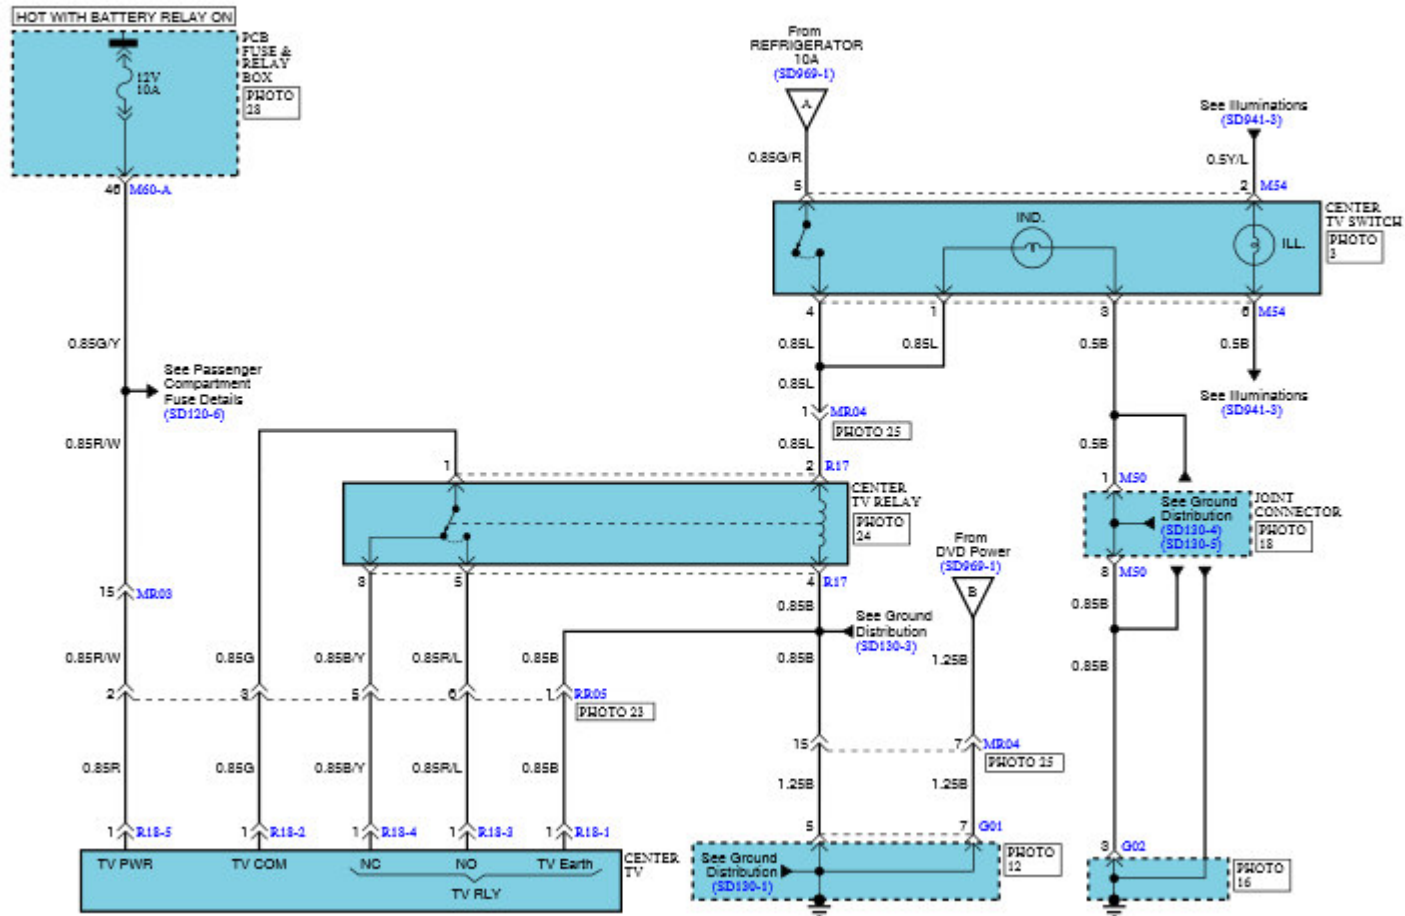 HOT WITH BATTERY RELAY ON
PCB
FUSE &
RELAY
BOX
PHOTO
28
12V
10A
46 M60-A
0.85G/Y
See Passenger
Compartment
Fuse Details
(SD120-6)
0.85R/W
15 MR03
From
REFRIGERATOR
10A
(SD969-1)
A
0.85G/R
5
See Illuminations
(SD941-3)
0.5Y/L
2 M54
CENTER
TV SWITCH
PHOTO
3
IND.
ILL.
4 1 3 6 M54
0.85L 0.85L 0.5B 0.5B
See Illuminations
(SD941-3)
0.85L
1 MR04
PHOTO 25
0.85L
0.5B
1 2 R17
CENTER
TV RELAY
PHOTO
24
3 5 4 R17
1 M50
See Ground
Distribution
(SD130-4)
(SD130-5)
JOINT
CONNECTOR
PHOTO
18
8 M50
From
DVD Power
(SD969-1)
B
0.85B
See Ground
Distribution
(SD130-3)
0.85B
0.85R/W 0.85G 0.85B/Y 0.85R/L 0.85B 0.85B 1.25B 0.85B
2 3 5 6 1 RR05
PHOTO 23
15 7 MR04
PHOTO 25
0.85R 0.85G 0.85B/Y 0.85R/L 0.85B 1.25B 1.25B
1 R18-5 1 R18-2 1 R18-4 1 R18-3 1 R18-1 5 7 G01
3 G02
TV PWR TV COM NC NO TV Earth
TV RLY
CENTER
TV
See Ground
Distribution
(SD130-1)
PHOTO
12
PHOTO
16